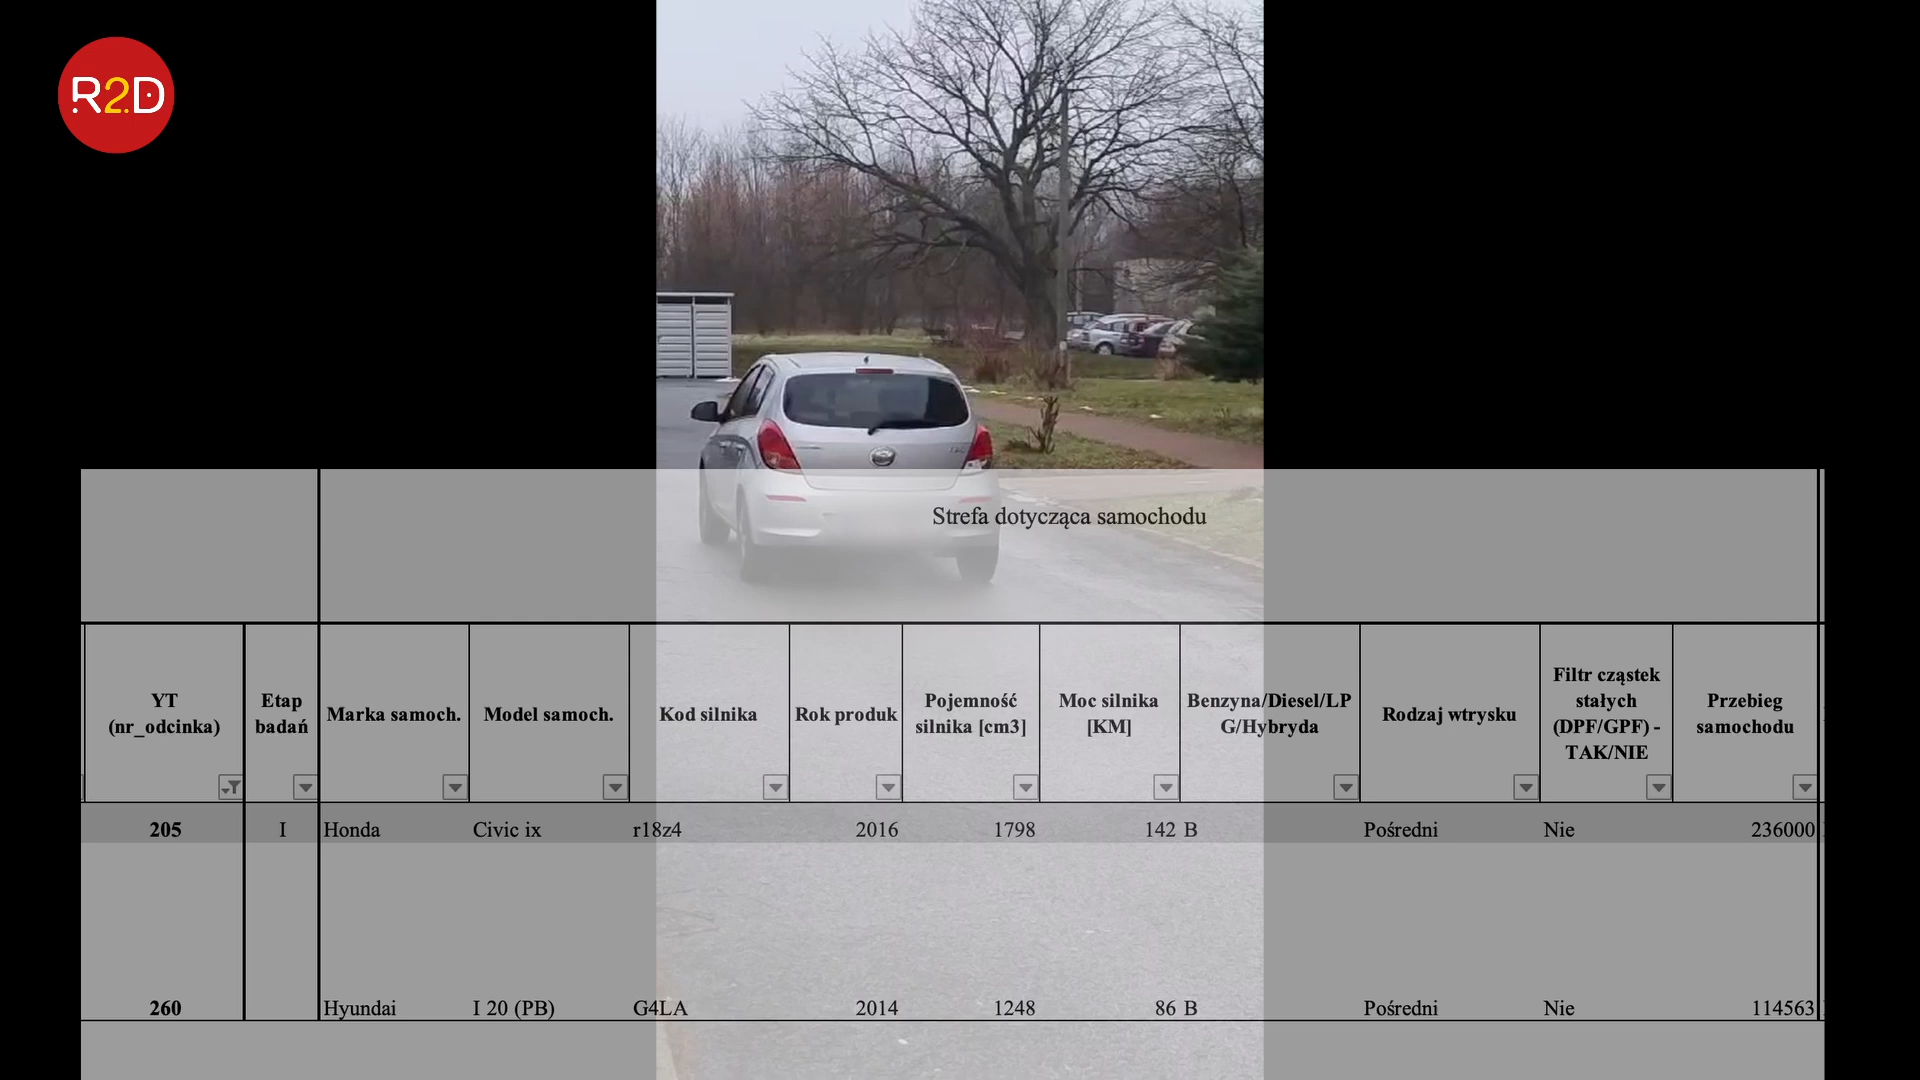 R2D
Strefa dotycząca samochodu
YT
(nr_odcinka)
Etap
badań
Marka samoch.
Model samoch.
Kod silnika
Rok produk
Pojemność
silnika [cm3]
Moc silnika
[KM]
Benzyna/Diesel/LP
G/Hybryda
Rodzaj wtrysku
Filtr cząstek
stałych
(DPF/GPF) -
TAK/NIE
Przebieg
samochodu
205 I Honda Civic ix r18z4 2016 1798 142 B Pośredni Nie 236000
260 Hyundai I 20 (PB) G4LA 2014 1248 86 B Pośredni Nie 114563